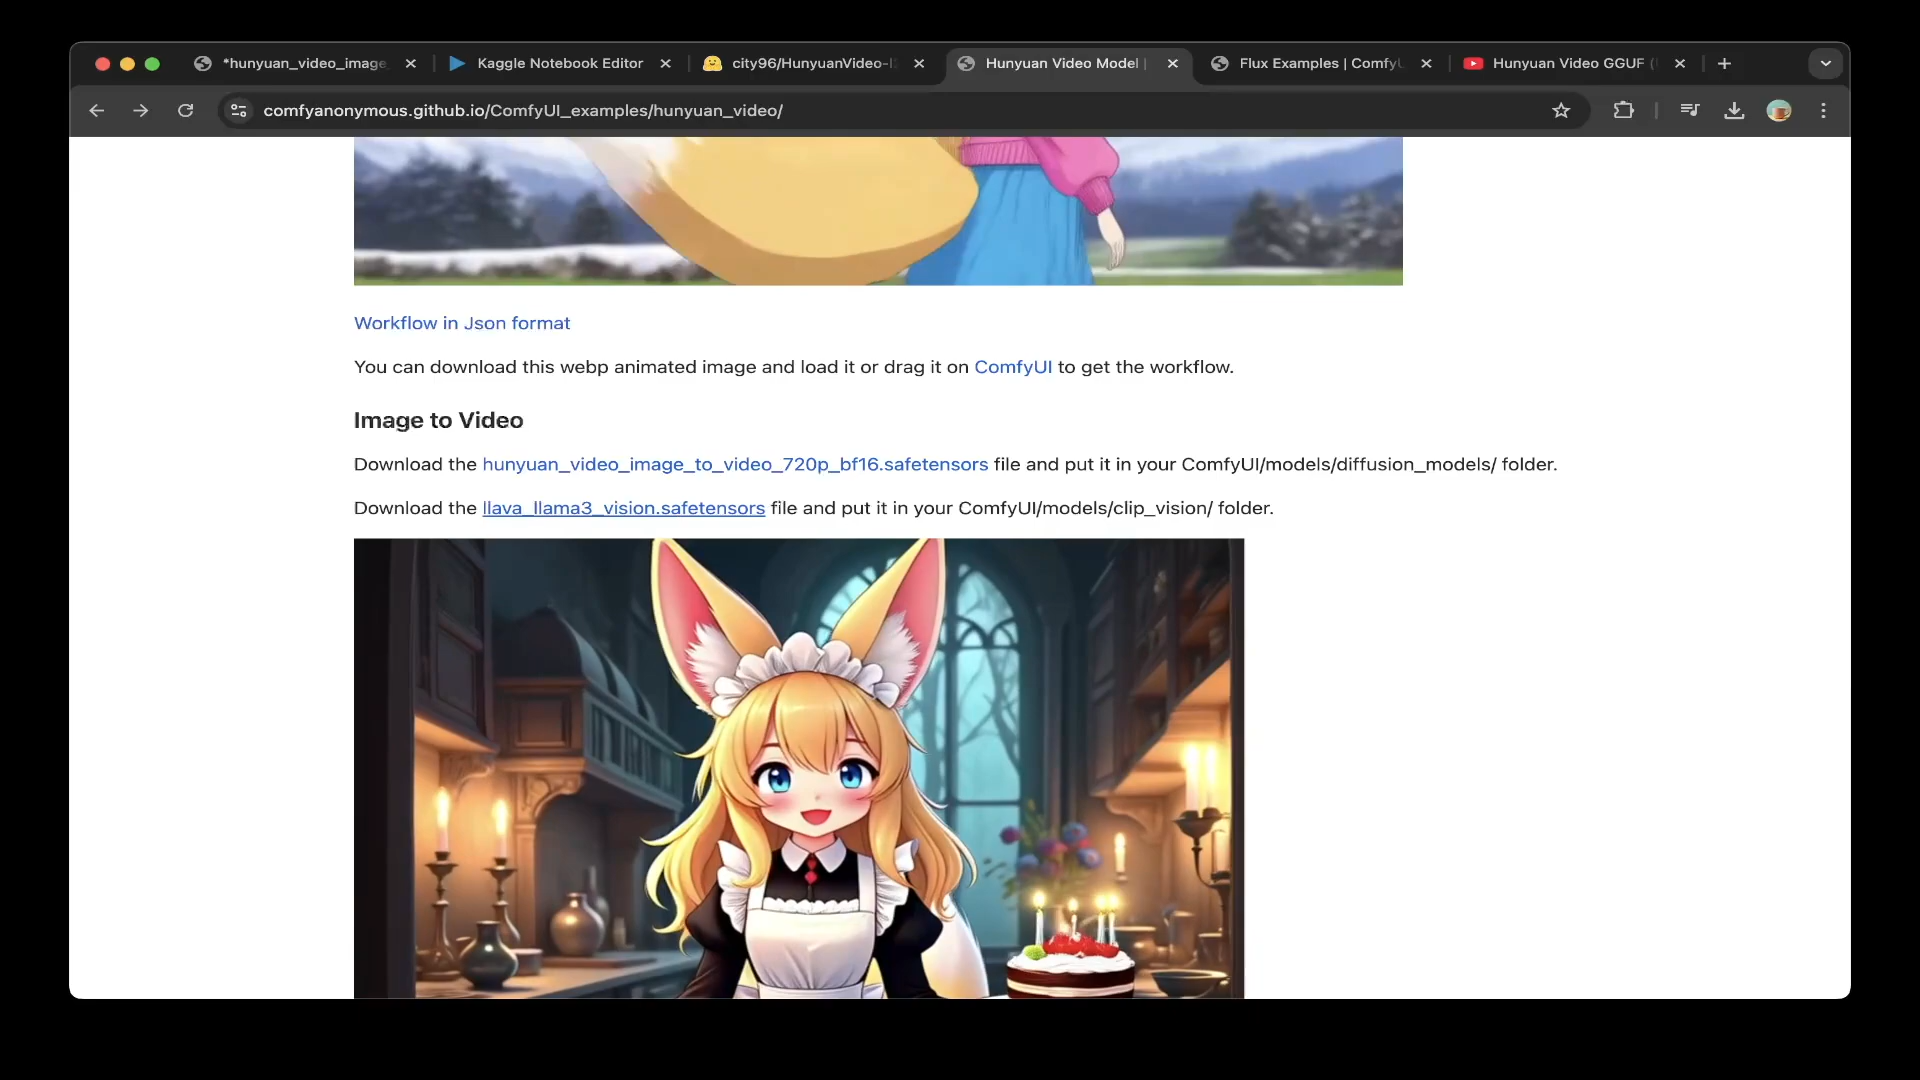 *hunyuan_video_image
Kaggle Notebook Editor
city96/HunyuanVideo-I
Hunyuan Video Model |
Flux Examples | ComfyU
Hunyuan Video GGUF (
comfyanonymous.github.io/ComfyUI_examples/hunyuan_video/
Workflow in Json format
You can download this webp animated image and load it or drag it on ComfyUI to get the workflow.
Image to Video
Download the hunyuan_video_image_to_video_720p_bf16.safetensors file and put it in your ComfyUI/models/diffusion_models/ folder.
Download the llava_llama3_vision.safetensors file and put it in your ComfyUI/models/clip_vision/ folder.